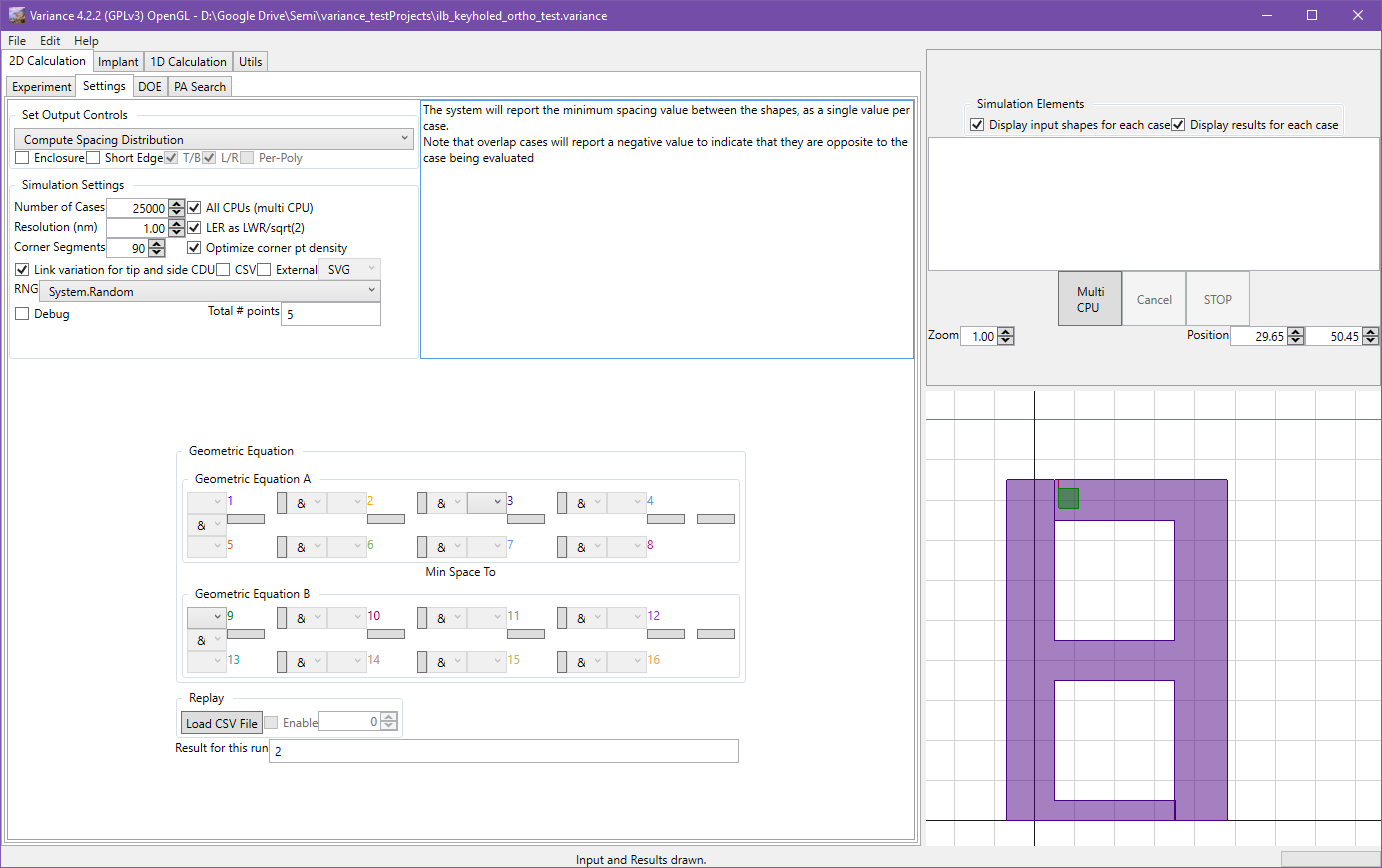 Variance 4.2.2 (GPLv3) OpenGL - D:\Google Drive\Semi\variance_testProjects\ilb_keyholed_ortho_test.variance
File Edit Help
2D Calculation Implant 1D Calculation Utils
Experiment Settings DOE PA Search
Set Output Controls
Compute Spacing Distribution
Enclosure Short Edge T/B L/R Per-Poly
The system will report the minimum spacing value between the shapes, as a single value per
case.
Note that overlap cases will report a negative value to indicate that they are opposite to the
case being evaluated
Simulation Settings
Number of Cases 25000 All CPUs (multi CPU)
Resolution (nm) 1.00 LER as LWR/sqrt(2)
Corner Segments 90 Optimize corner pt density
Link variation for tip and side CDU CSV External SVG
RNG System.Random
Debug Total # points 5
Geometric Equation
Geometric Equation A
1 & 2 & 3 & 4
&
5 & 6 & 7 & 8
Min Space To
Geometric Equation B
9 & 10 & 11 & 12
&
13 & 14 & 15 & 16
Replay
Load CSV File Enable 0
Result for this run 2
Simulation Elements
Display input shapes for each case Display results for each case
Multi
CPU
Cancel STOP
Zoom 1.00 Position 29.65 50.45
Input and Results drawn.